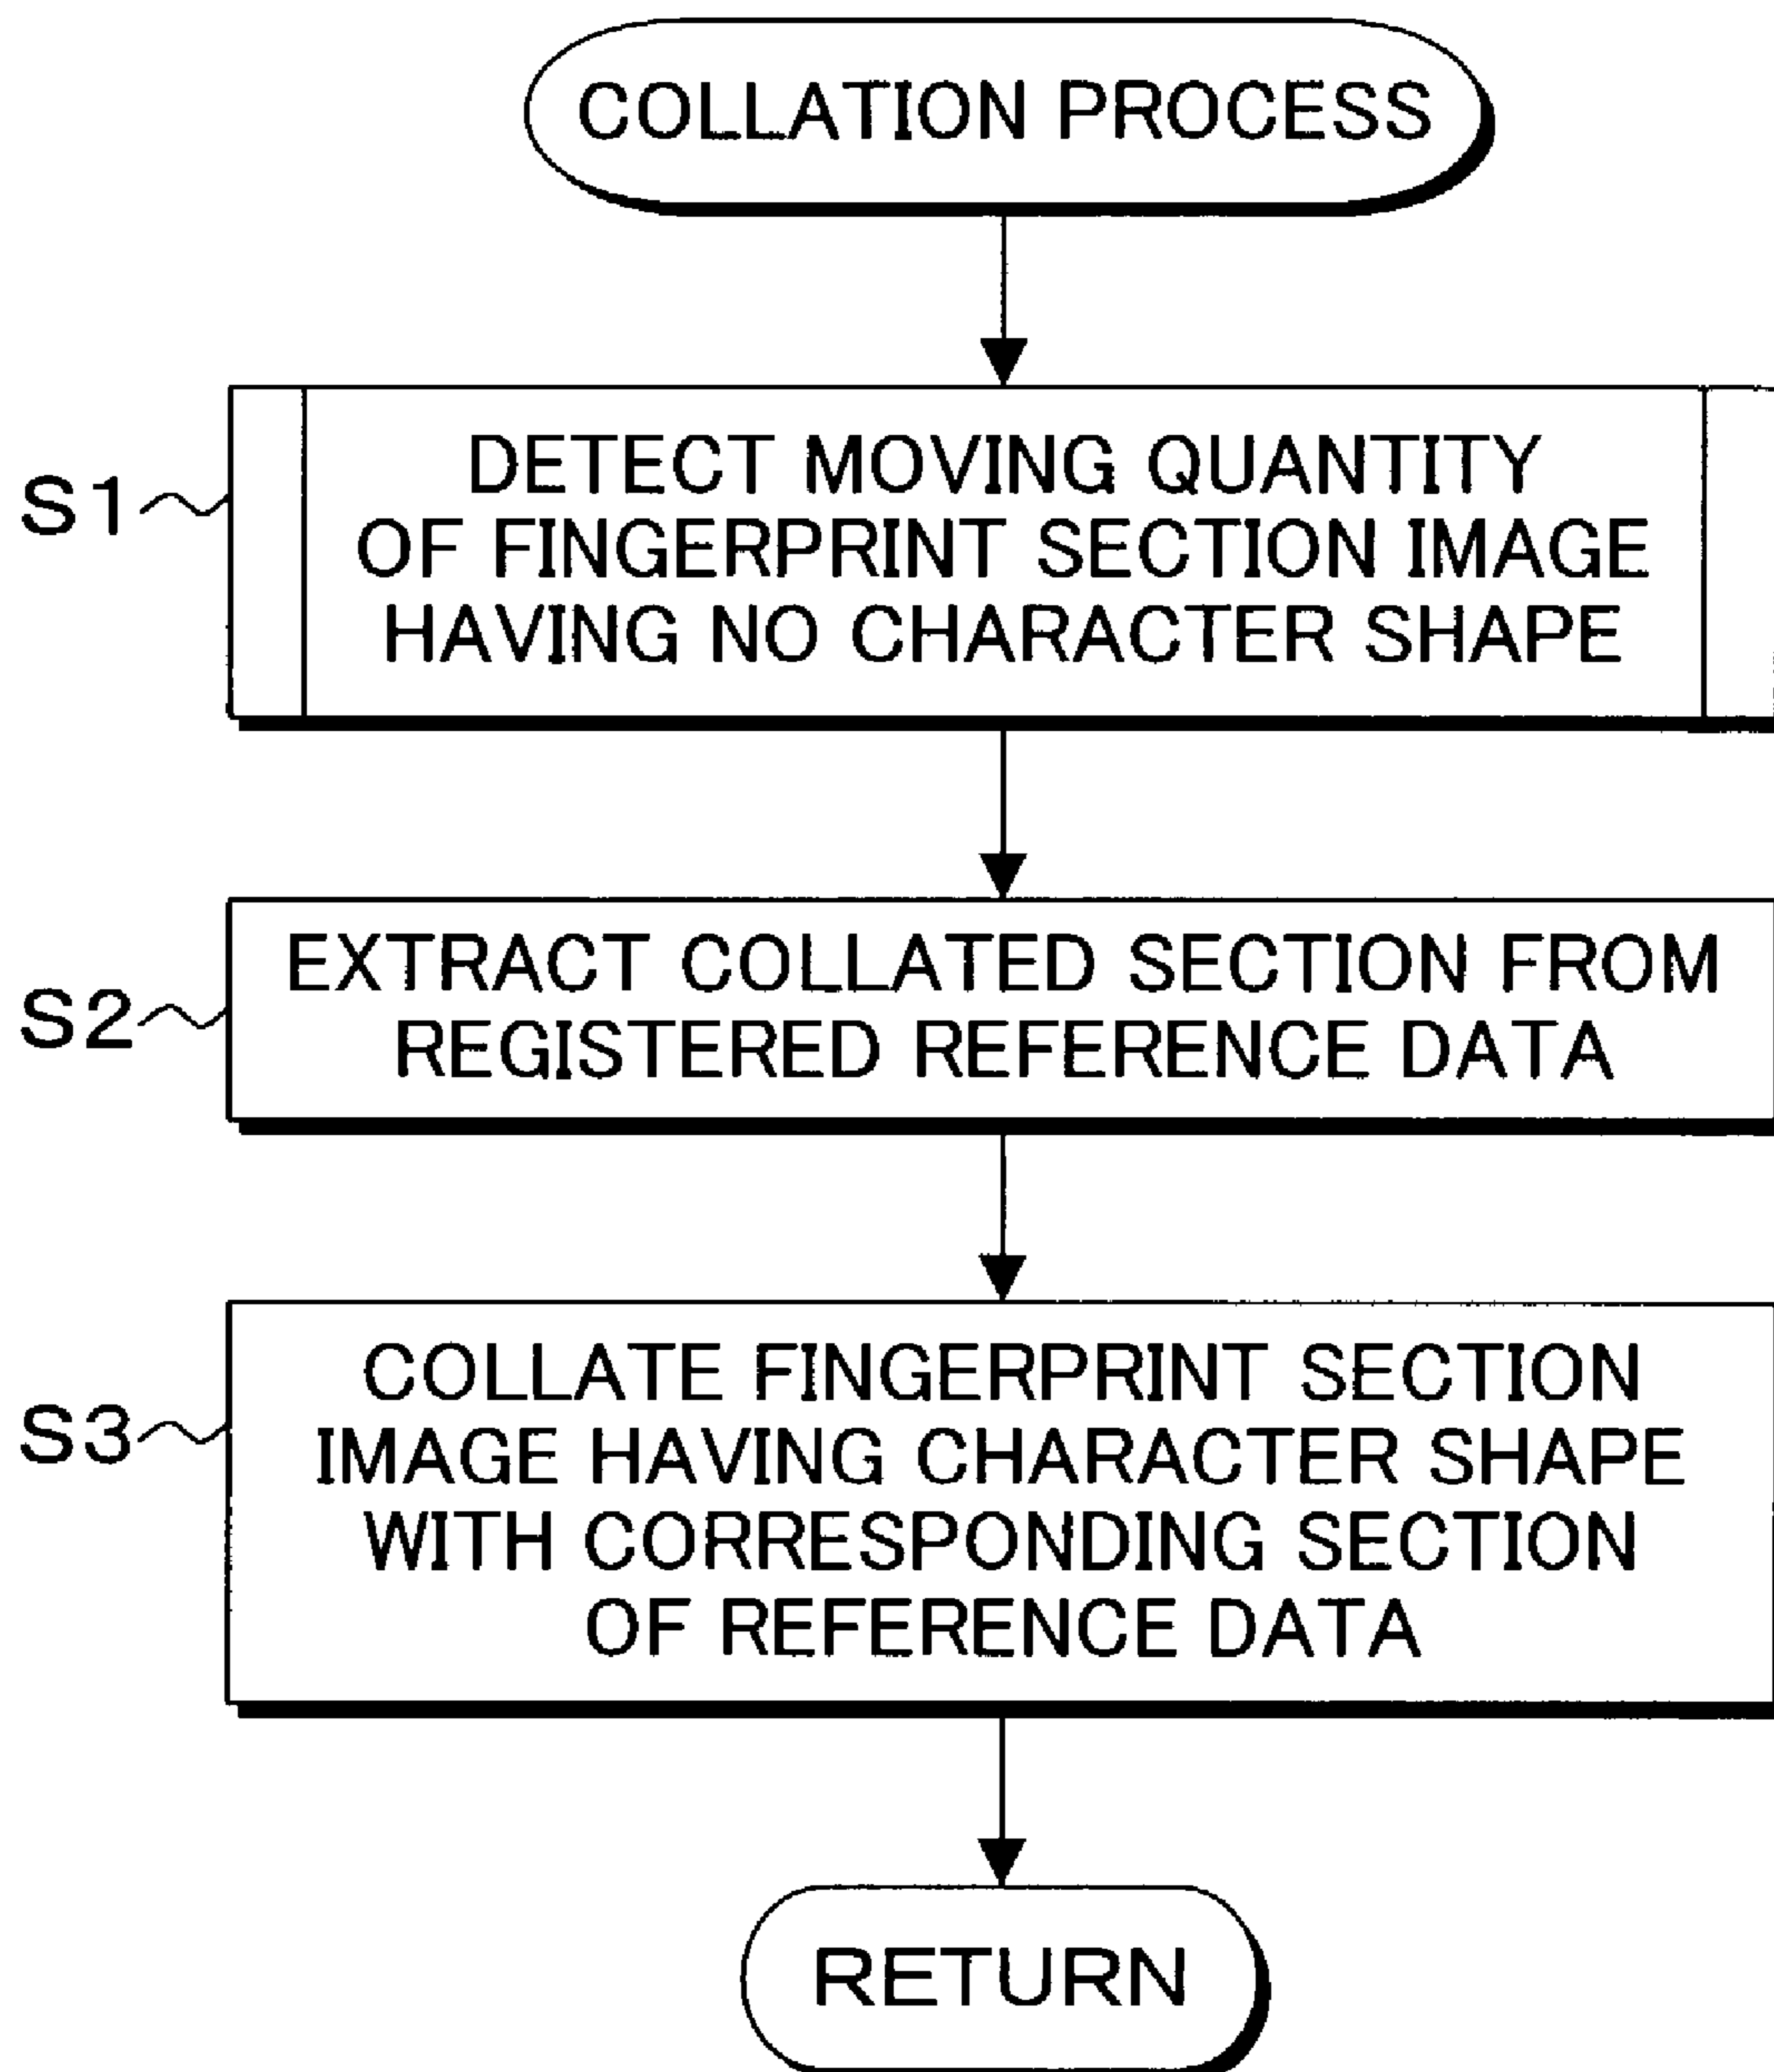 COLLATION PROCESS
S1
DETECT MOVING QUANTITY
OF FINGERPRINT SECTION IMAGE
HAVING NO CHARACTER SHAPE
S2
EXTRACT COLLATED SECTION FROM
REGISTERED REFERENCE DATA
S3
COLLATE FINGERPRINT SECTION
IMAGE HAVING CHARACTER SHAPE
WITH CORRESPONDING SECTION
OF REFERENCE DATA
RETURN